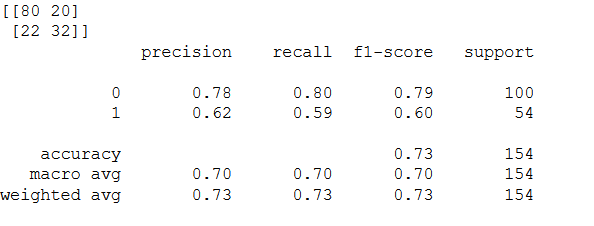 [[80 20]
[22 32]]
precision recall f1-score support
0 0.78 0.80 0.79 100
1 0.62 0.59 0.60 54
accuracy 0.73 154
macro avg 0.70 0.70 0.70 154
weighted avg 0.73 0.73 0.73 154